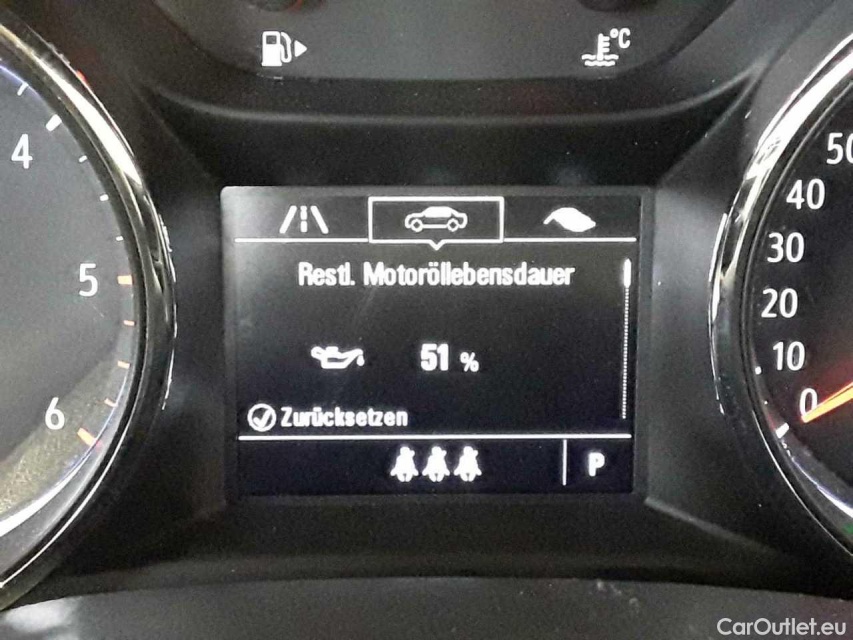 °C
4
5
6
50
40
30
20
10
0
Restl. Motoröllebensdauer
51 %
Zurücksetzen
P
CarOutlet.eu